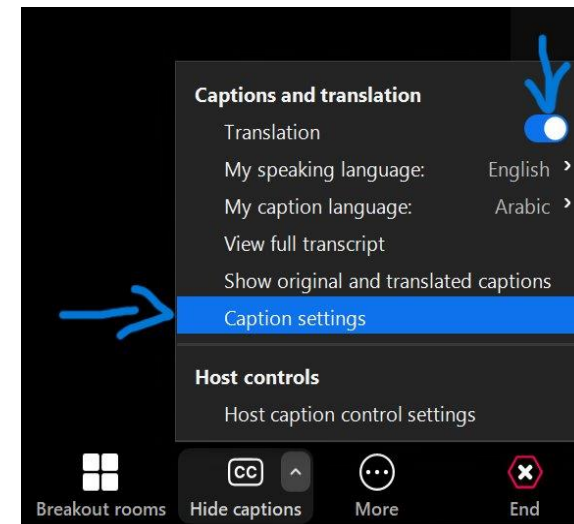 Captions and translation
Translation
My speaking language: English >
My caption language: Arabic >
View full transcript
Show original and translated captions
Caption settings
Host controls
Host caption control settings
CC
Breakout rooms Hide captions More End